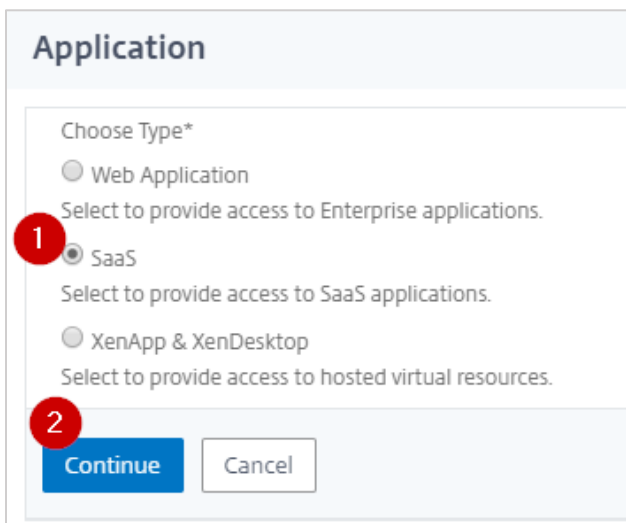 Application
Choose Type*
Web Application
Select to provide access to Enterprise applications.
1
SaaS
Select to provide access to SaaS applications.
XenApp & XenDesktop
Select to provide access to hosted virtual resources.
2
Continue Cancel